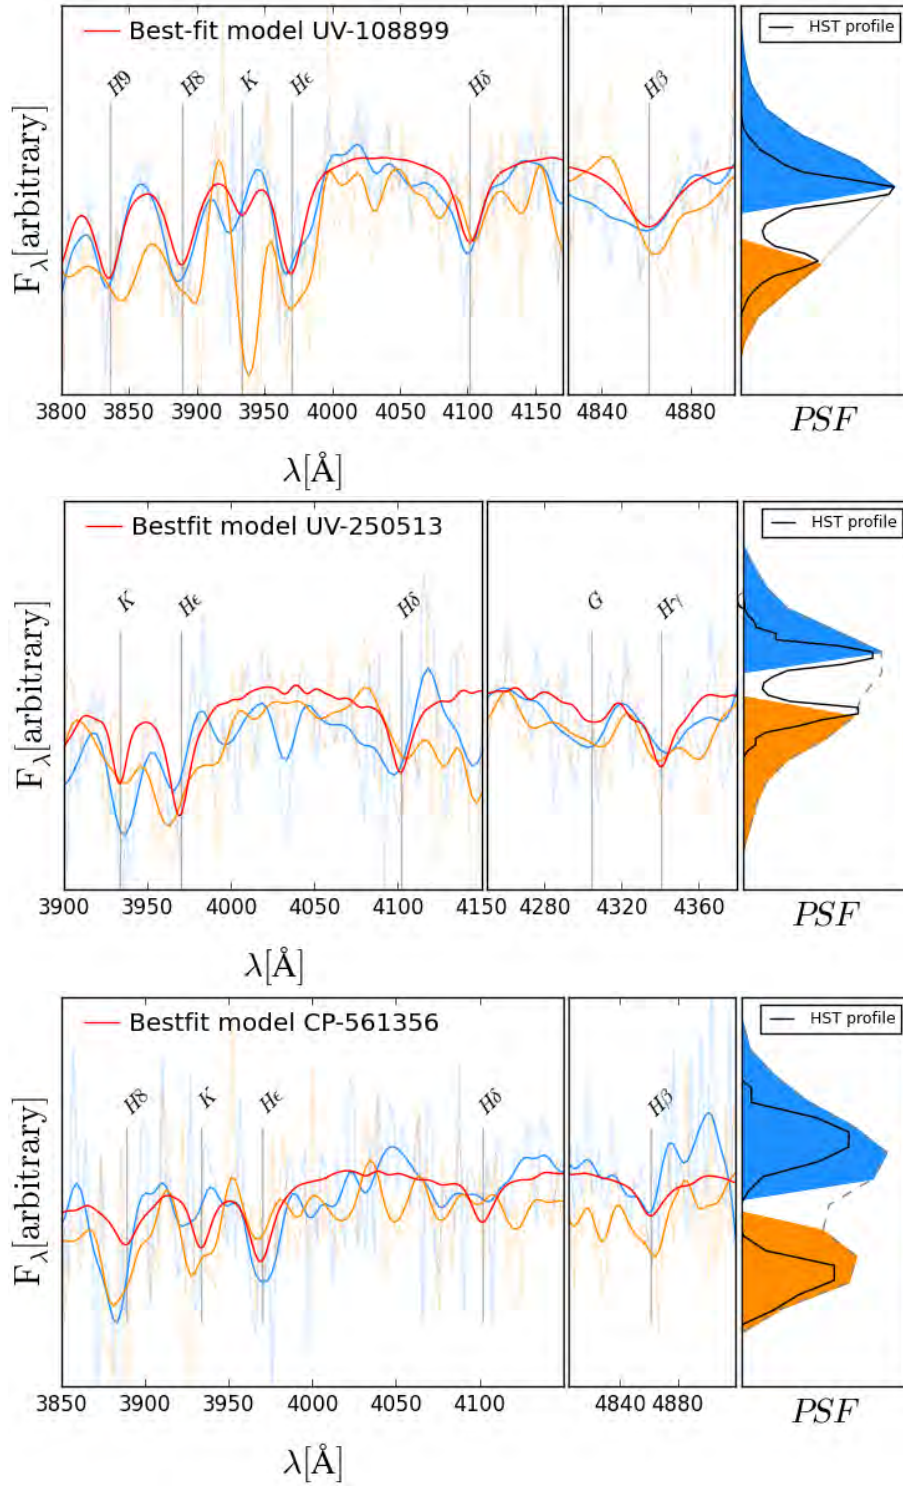 Best-fit model UV-108899
HST profile
H9 H8 K Hϵ Hδ Hβ
F_λ[arbitrary]
3800 3850 3900 3950 4000 4050 4100 4150 4840 4880
PSF
λ[Å]
Bestfit model UV-250513
HST profile
K Hϵ Hδ G Hγ
F_λ[arbitrary]
3900 3950 4000 4050 4100 4150 4280 4320 4360
PSF
λ[Å]
Bestfit model CP-561356
HST profile
H8 K Hϵ Hδ Hβ
F_λ[arbitrary]
3850 3900 3950 4000 4050 4100 4840 4880
PSF
λ[Å]